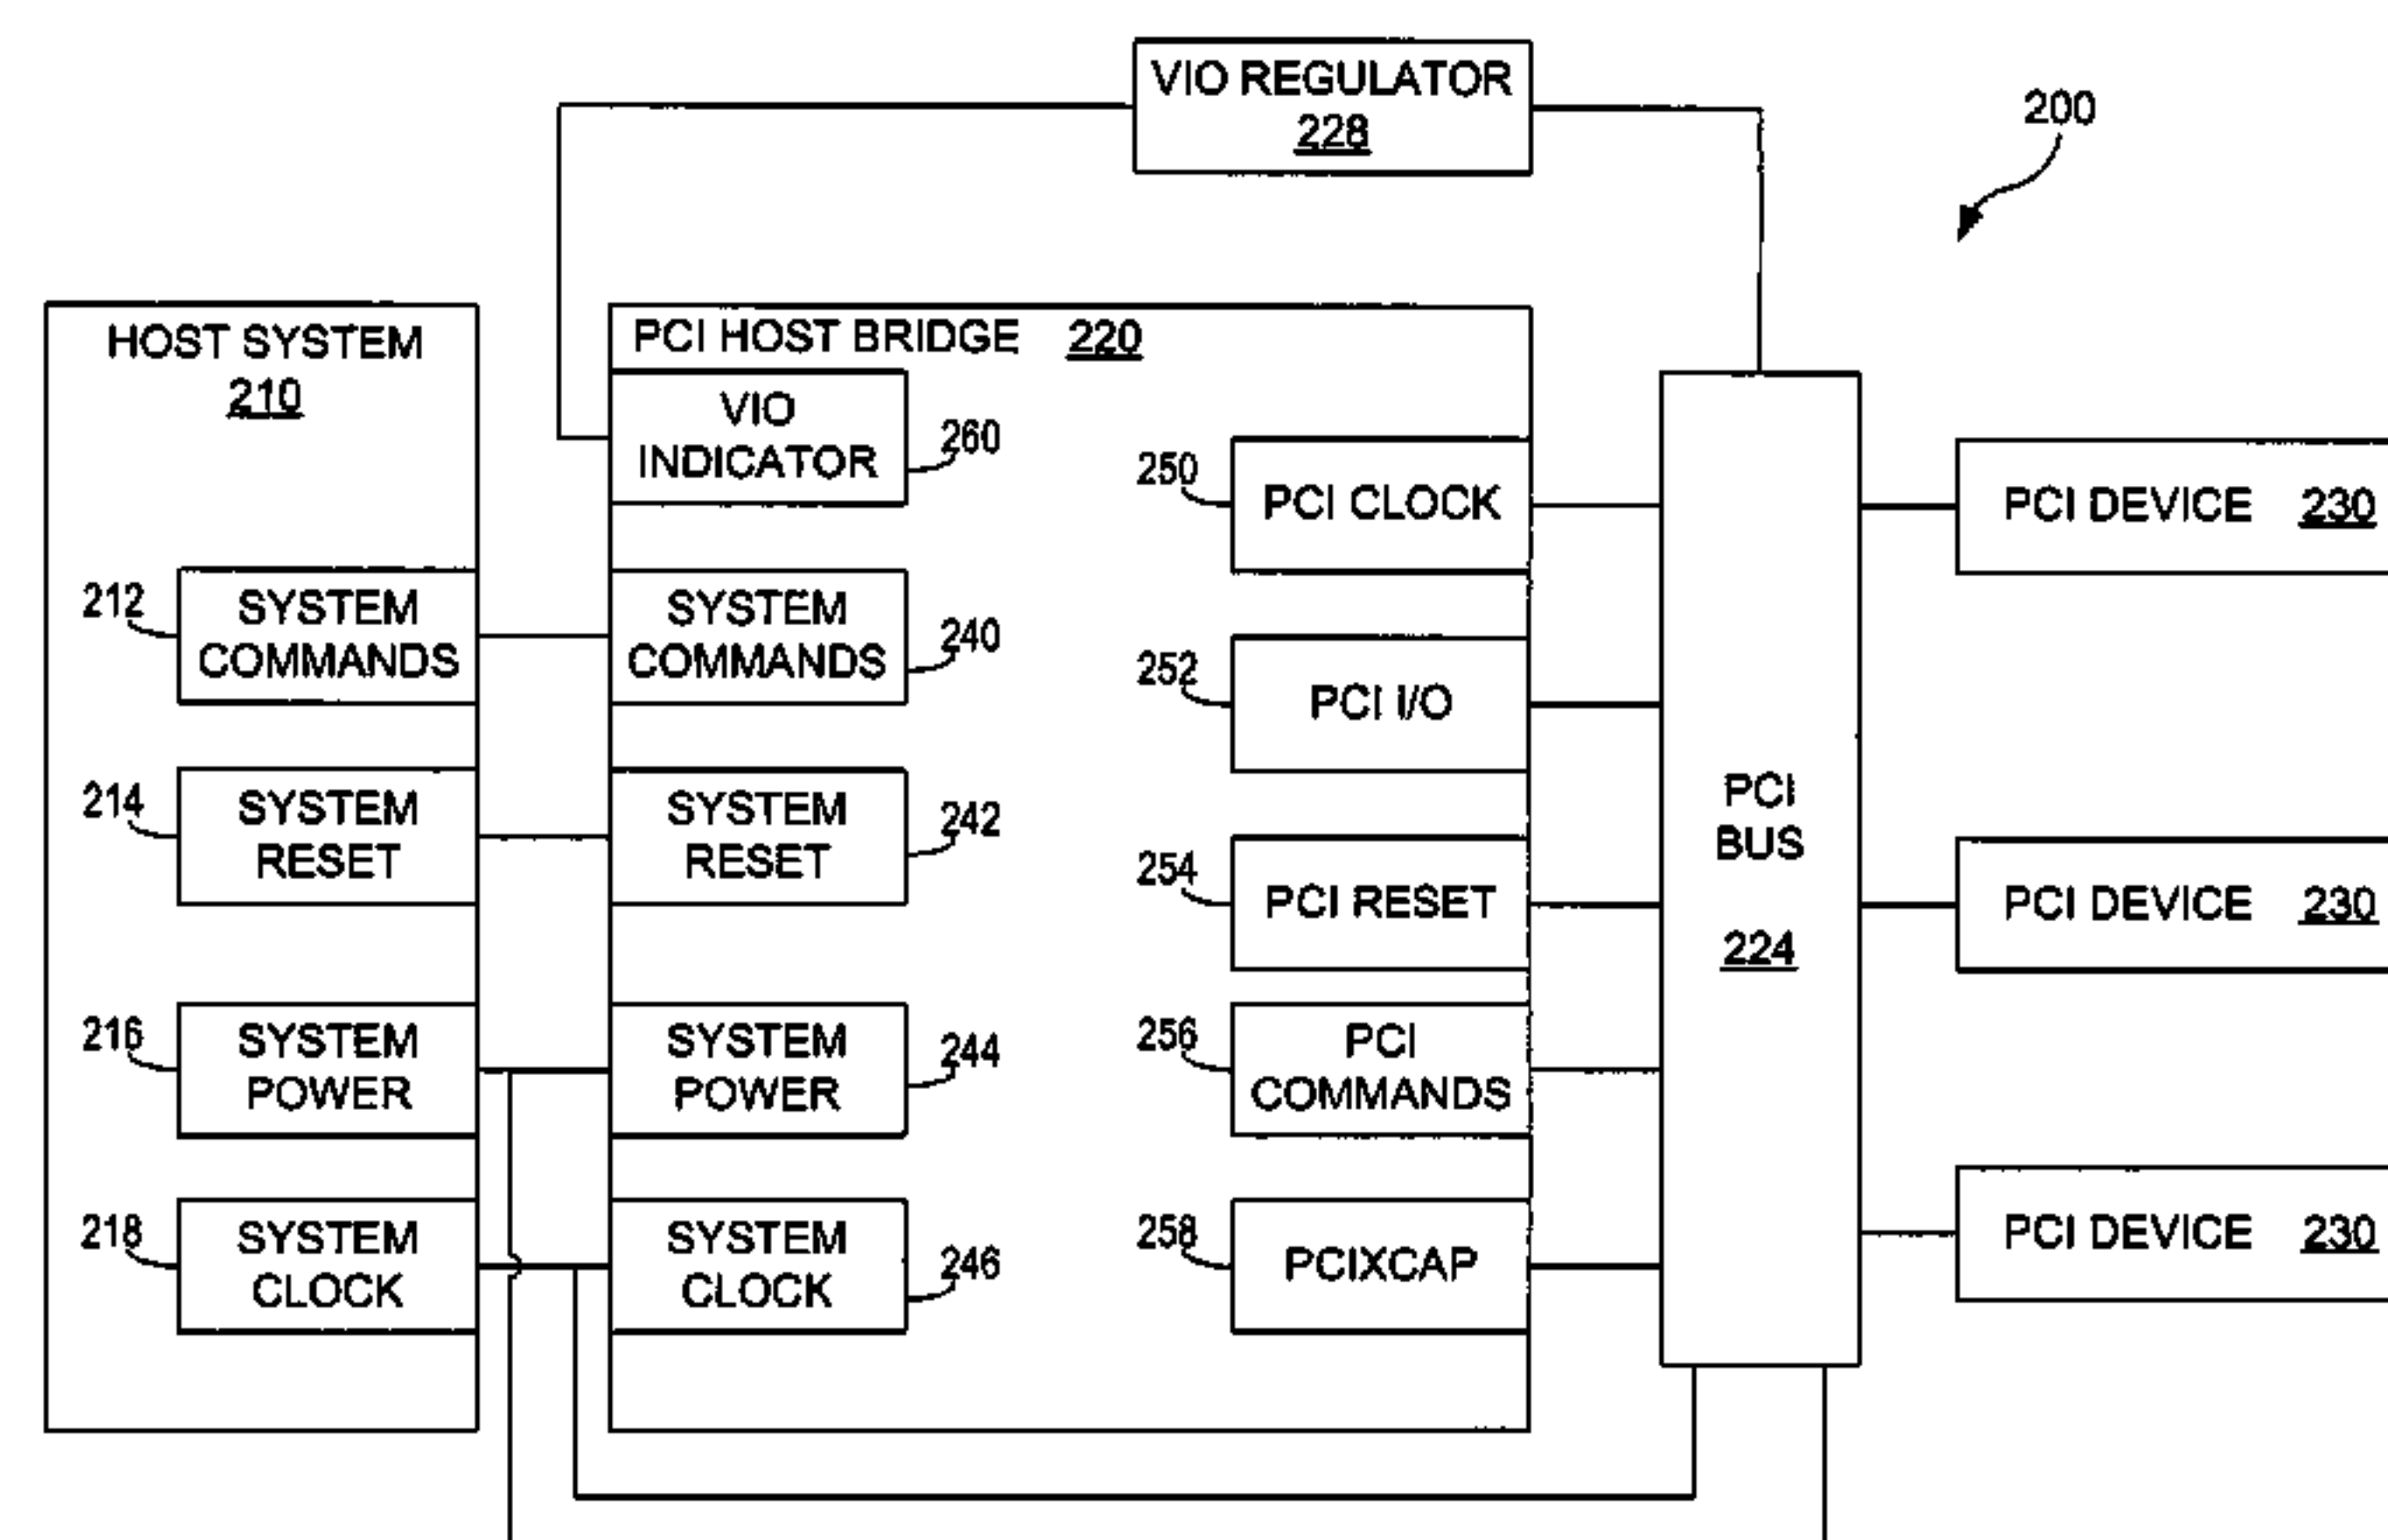 VIO REGULATOR
228
200
HOST SYSTEM
210
PCI HOST BRIDGE 220
VIO
INDICATOR
260
212
SYSTEM
COMMANDS
SYSTEM
COMMANDS
240
214
SYSTEM
RESET
SYSTEM
RESET
242
216
SYSTEM
POWER
SYSTEM
POWER
244
218
SYSTEM
CLOCK
SYSTEM
CLOCK
246
250
PCI CLOCK
252
PCI I/O
254
PCI RESET
256
PCI
COMMANDS
258
PCIXCAP
PCI
BUS
224
PCI DEVICE 230
PCI DEVICE 230
PCI DEVICE 230